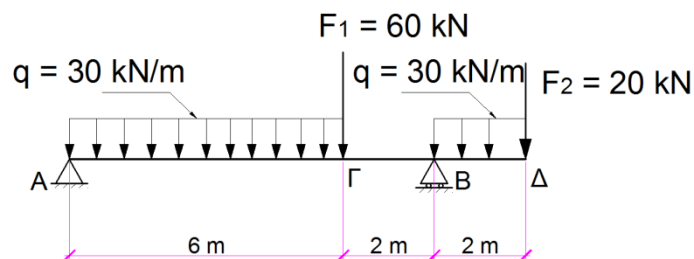 F1 = 60 kN
q = 30 kN/m
q = 30 kN/m
F2 = 20 kN
A
Γ
B
Δ
6 m
2 m
2 m